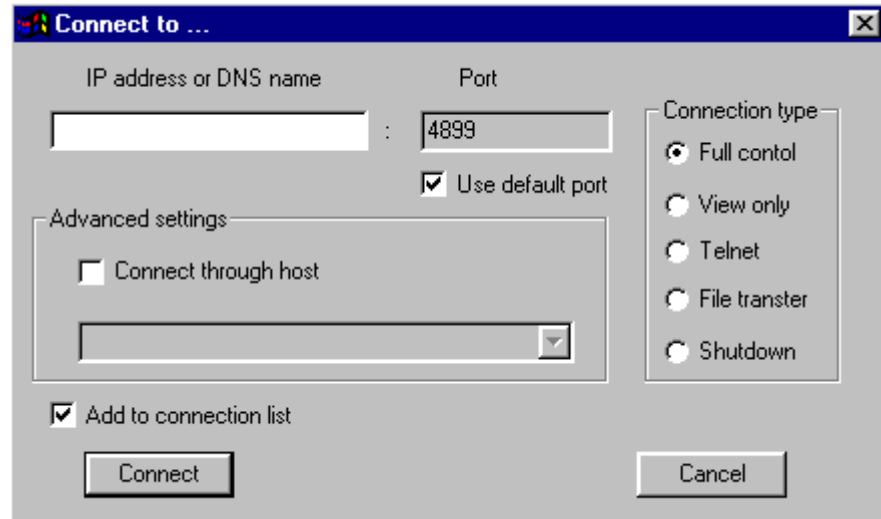 Connect to ...
IP address or DNS name
Port
:
4899
Use default port
Connection type
Full contol
View only
Telnet
File transter
Shutdown
Advanced settings
Connect through host
Add to connection list
Connect
Cancel